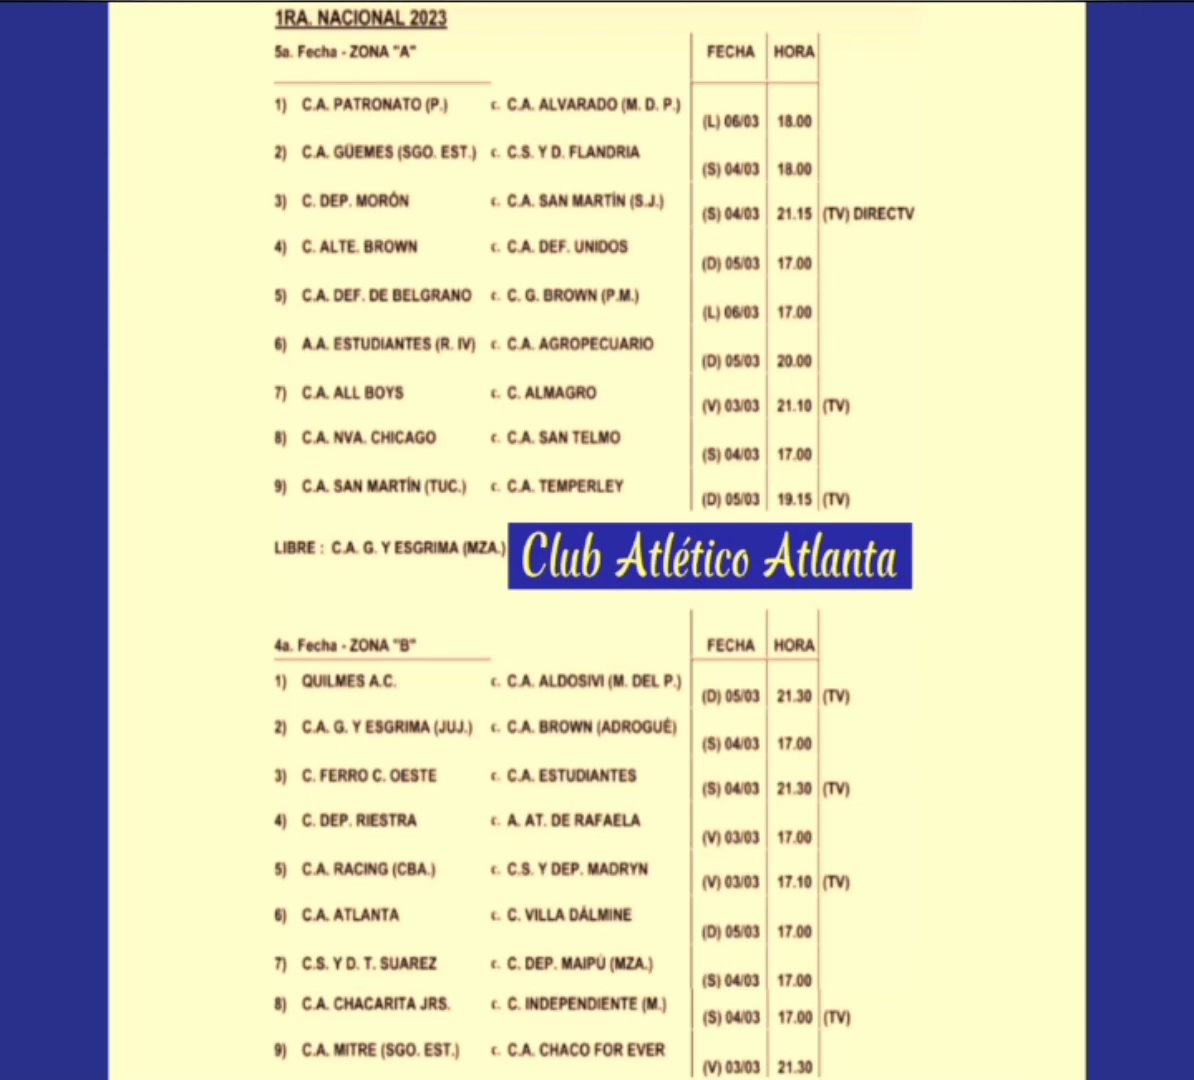 1RA. NACIONAL 2023
5a. Fecha - ZONA "A" FECHA HORA
1) C.A. PATRONATO (P.) c. C.A. ALVARADO (M. D. P.) (L) 06/03 18.00
2) C.A. GÜEMES (SGO. EST.) c. C.S. Y D. FLANDRIA (S) 04/03 18.00
3) C. DEP. MORÓN c. C.A. SAN MARTÍN (S.J.) (S) 04/03 21.15 (TV) DIRECTV
4) C. ALTE. BROWN c. C.A. DEF. UNIDOS (D) 05/03 17.00
5) C.A. DEF. DE BELGRANO c. C. G. BROWN (P.M.) (L) 06/03 17.00
6) A.A. ESTUDIANTES (R. IV) c. C.A. AGROPECUARIO (D) 05/03 20.00
7) C.A. ALL BOYS c. C. ALMAGRO (V) 03/03 21.10 (TV)
8) C.A. NVA. CHICAGO c. C.A. SAN TELMO (S) 04/03 17.00
9) C.A. SAN MARTÍN (TUC.) c. C.A. TEMPERLEY (D) 05/03 19.15 (TV)
LIBRE : C.A. G. Y ESGRIMA (MZA.) Club Atlético Atlanta
4a. Fecha - ZONA "B" FECHA HORA
1) QUILMES A.C. c. C.A. ALDOSIVI (M. DEL P.) (D) 05/03 21.30 (TV)
2) C.A. G. Y ESGRIMA (JUJ.) c. C.A. BROWN (ADROGUÉ) (S) 04/03 17.00
3) C. FERRO C. OESTE c. C.A. ESTUDIANTES (S) 04/03 21.30 (TV)
4) C. DEP. RIESTRA c. A. AT. DE RAFAELA (V) 03/03 17.00
5) C.A. RACING (CBA.) c. C.S. Y DEP. MADRYN (V) 03/03 17.10 (TV)
6) C.A. ATLANTA c. C. VILLA DÁLMINE (D) 05/03 17.00
7) C.S. Y D. T. SUAREZ c. C. DEP. MAIPÚ (MZA.) (S) 04/03 17.00
8) C.A. CHACARITA JRS. c. C. INDEPENDIENTE (M.) (S) 04/03 17.00 (TV)
9) C.A. MITRE (SGO. EST.) c. C.A. CHACO FOR EVER (V) 03/03 21.30